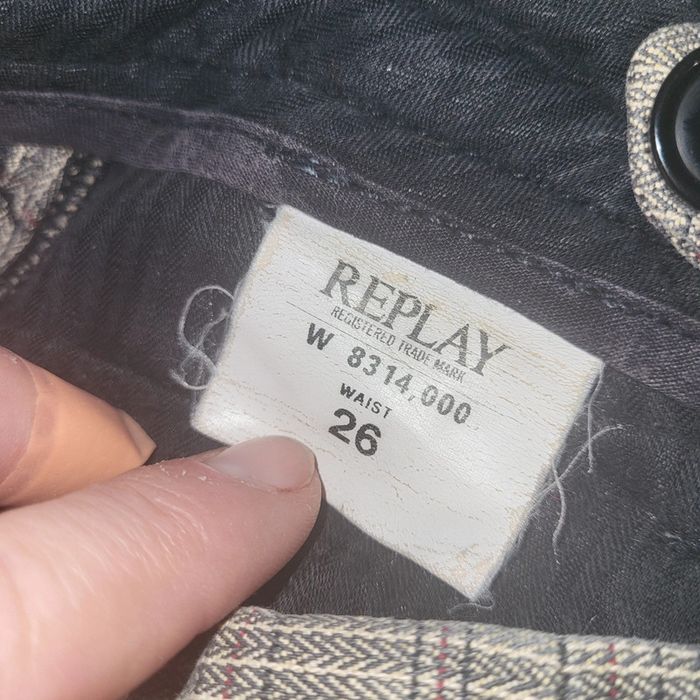 REPLAY
REGISTERED TRADE MARK
W 8314,000
WAIST
26